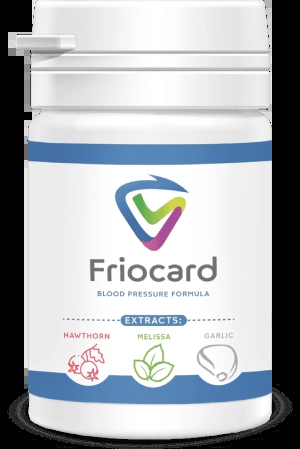 Friocard
BLOOD PRESSURE FORMULA
EXTRACTS:
HAWTHORN MELISSA GARLIC